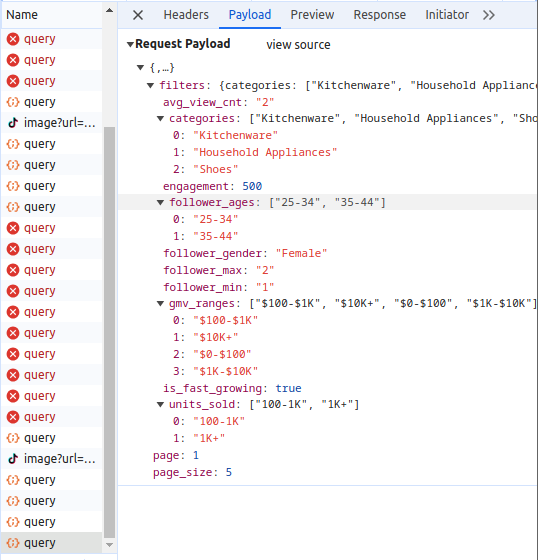 Name
query
query
query
query
image?url=...
query
query
query
query
query
query
query
query
query
query
query
query
query
query
image?url=...
query
query
query
query
Headers
Payload
Preview
Response
Initiator
Request Payload
view source
{,…}
filters: {categories: ["Kitchenware", "Household Applianc
avg_view_cnt: "2"
categories: ["Kitchenware", "Household Appliances", "Sho
0: "Kitchenware"
1: "Household Appliances"
2: "Shoes"
engagement: 500
follower_ages: ["25-34", "35-44"]
0: "25-34"
1: "35-44"
follower_gender: "Female"
follower_max: "2"
follower_min: "1"
gmv_ranges: ["$100-$1K", "$10K+", "$0-$100", "$1K-$10K"]
0: "$100-$1K"
1: "$10K+"
2: "$0-$100"
3: "$1K-$10K"
is_fast_growing: true
units_sold: ["100-1K", "1K+"]
0: "100-1K"
1: "1K+"
page: 1
page_size: 5